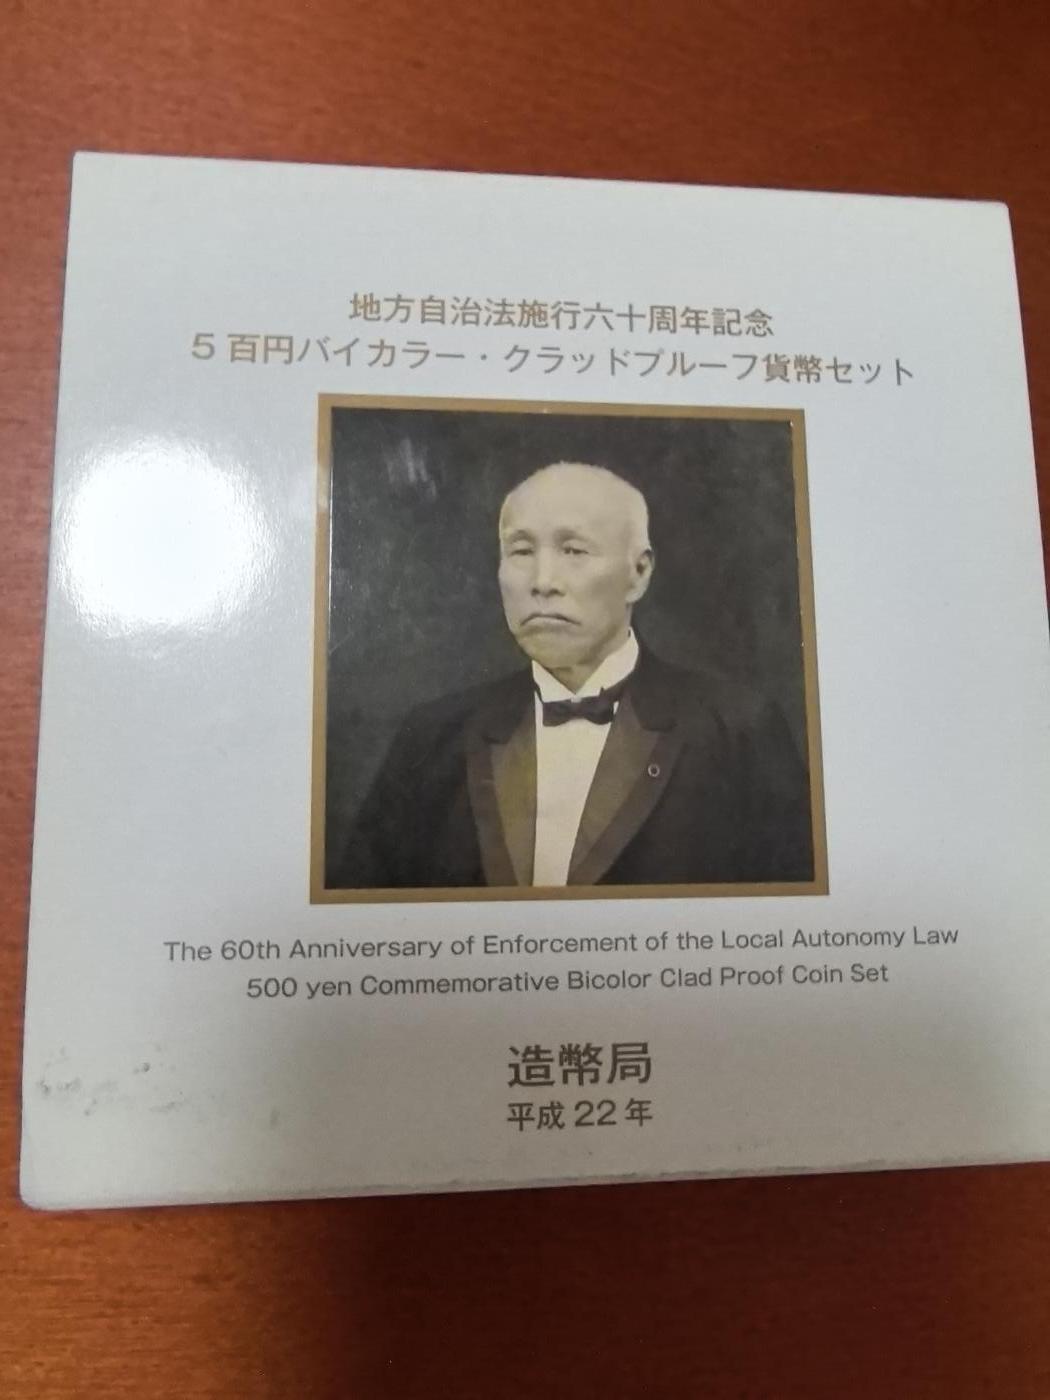 地方自治法施行六十周年記念
5百円バイカラー・クラッドプルーフ貨幣セット
The 60th Anniversary of Enforcement of the Local Autonomy Law
500 yen Commemorative Bicolor Clad Proof Coin Set
造幣局
平成22年